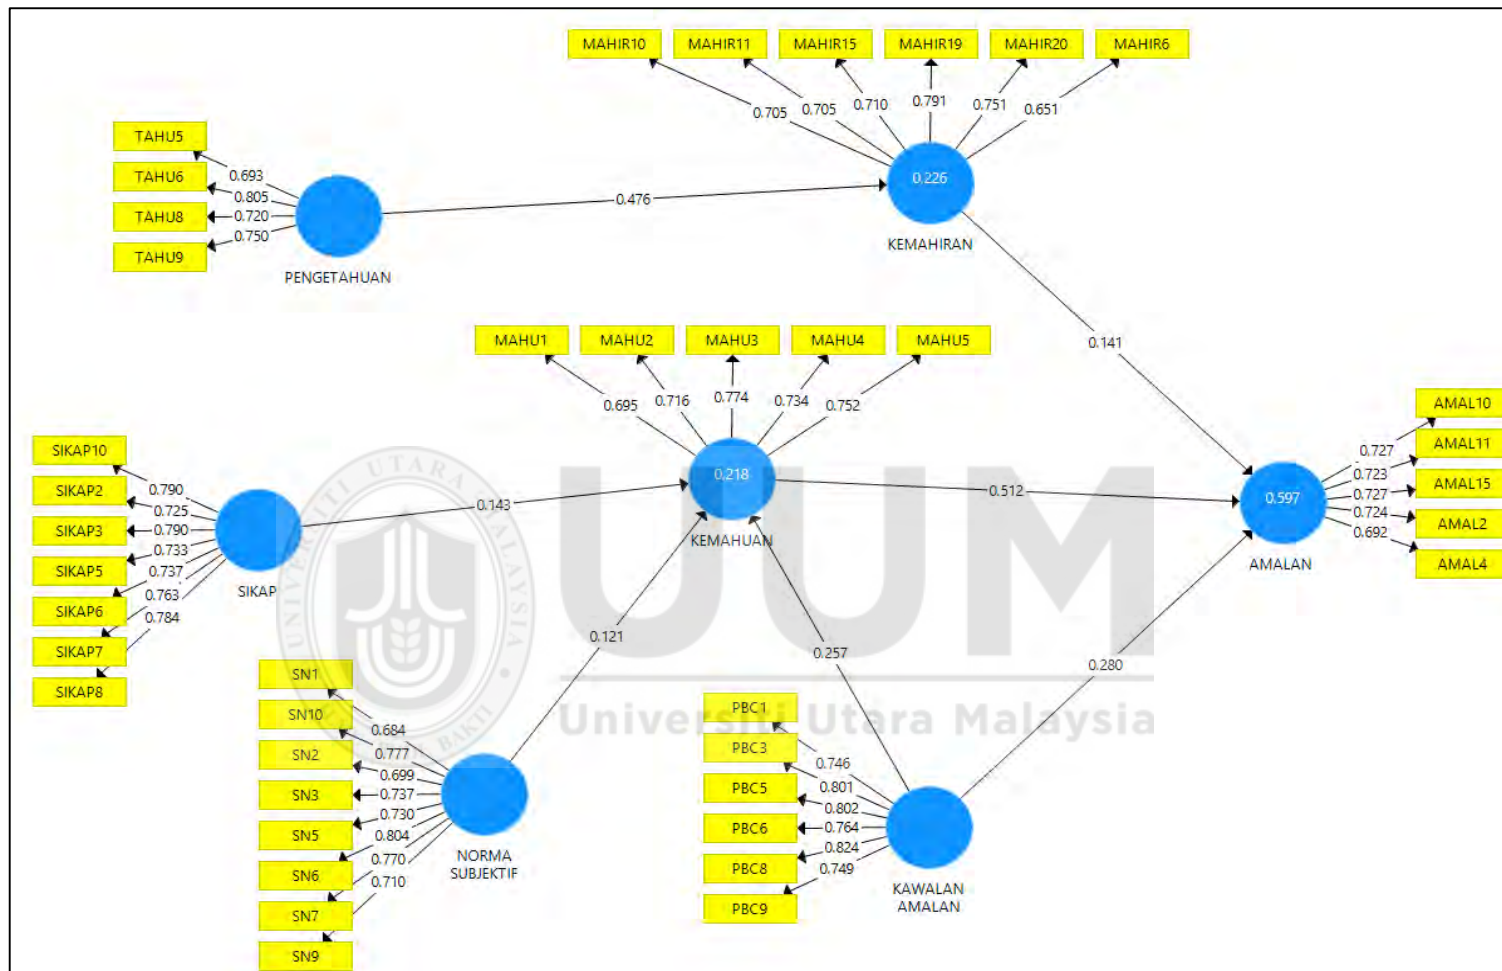 MAHIR10
MAHIR11
MAHIR15
MAHIR19
MAHIR20
MAHIR6
0.705
0.705
0.710
0.791
0.751
0.651
TAHU5
TAHU6
TAHU8
TAHU9
0.693
0.805
0.720
0.750
PENGETAHUAN
0.476
0.226
KEMAHIRAN
0.141
MAHU1
MAHU2
MAHU3
MAHU4
MAHU5
0.695
0.716
0.774
0.734
0.752
0.218
KEMAHUAN
0.512
SIKAP10
SIKAP2
SIKAP3
SIKAP5
SIKAP6
SIKAP7
SIKAP8
0.790
0.725
0.790
0.733
0.737
0.763
0.784
SIKAP
0.143
AMAL10
AMAL11
AMAL15
AMAL2
AMAL4
0.727
0.723
0.727
0.724
0.692
0.597
AMALAN
0.121
0.257
0.280
SN1
SN10
SN2
SN3
SN5
SN6
SN7
SN9
0.684
0.777
0.699
0.737
0.730
0.804
0.770
0.710
NORMA
SUBJEKTIF
PBC1
PBC3
PBC5
PBC6
PBC8
PBC9
0.746
0.801
0.802
0.764
0.824
0.749
KAWALAN
AMALAN
UUM
Universiti Utara Malaysia
UNIVERSITI UTARA MALAYSIA
BAKTI